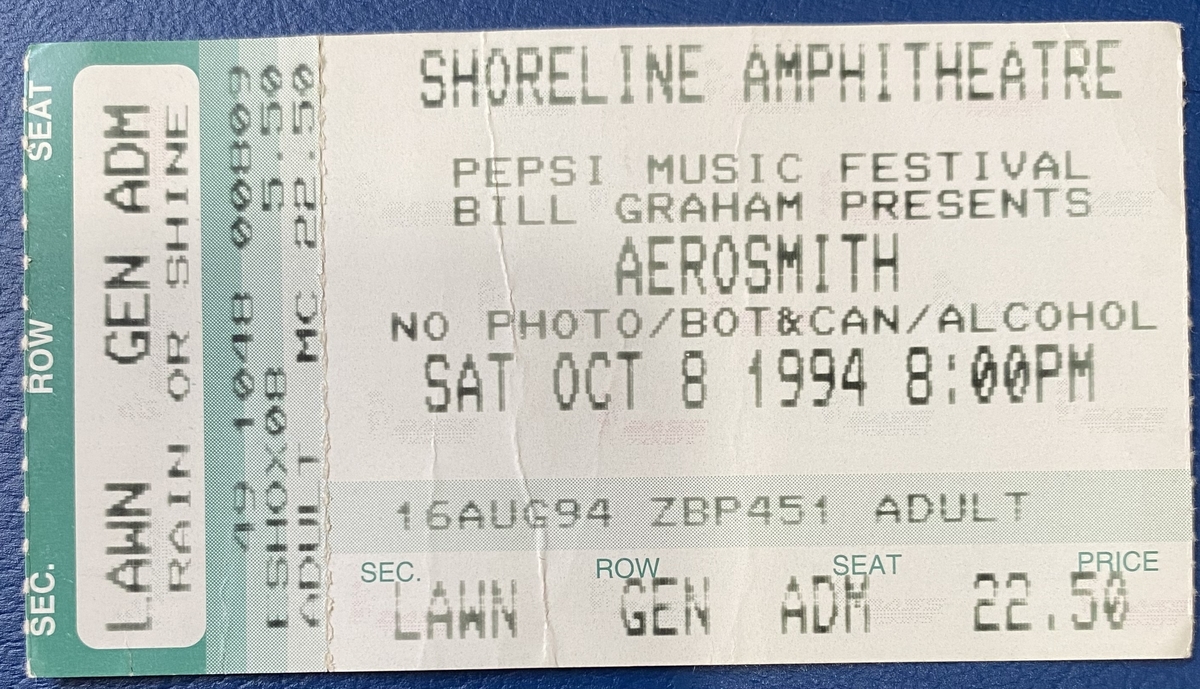 SEC. ROW SEAT
LAWN GEN ADM
RAIN OR SHINE
49 1048 00809
ESHOX08 5.50
ADULT MC 22.50
SHORELINE AMPHITHEATRE
PEPSI MUSIC FESTIVAL
BILL GRAHAM PRESENTS
AEROSMITH
NO PHOTO/BOT&CAN/ALCOHOL
SAT OCT 8 1994 8:00PM
16AUG94 ZBP451 ADULT
SEC. ROW SEAT PRICE
LAWN GEN ADM 22.50